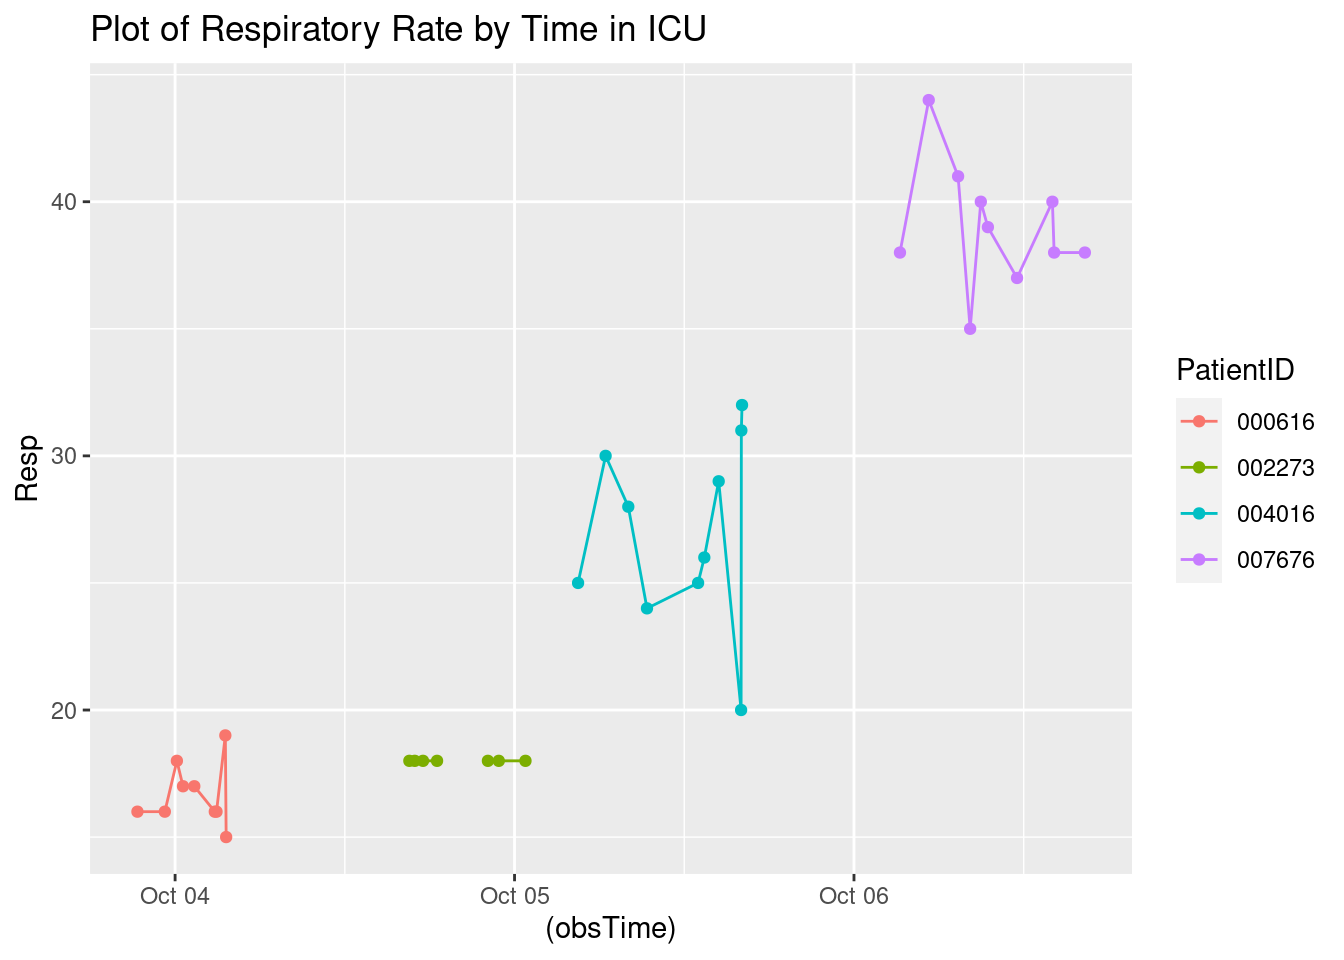 Plot of Respiratory Rate by Time in ICU
Resp
40
30
20
Oct 04
Oct 05
Oct 06
(obsTime)
PatientID
000616
002273
004016
007676